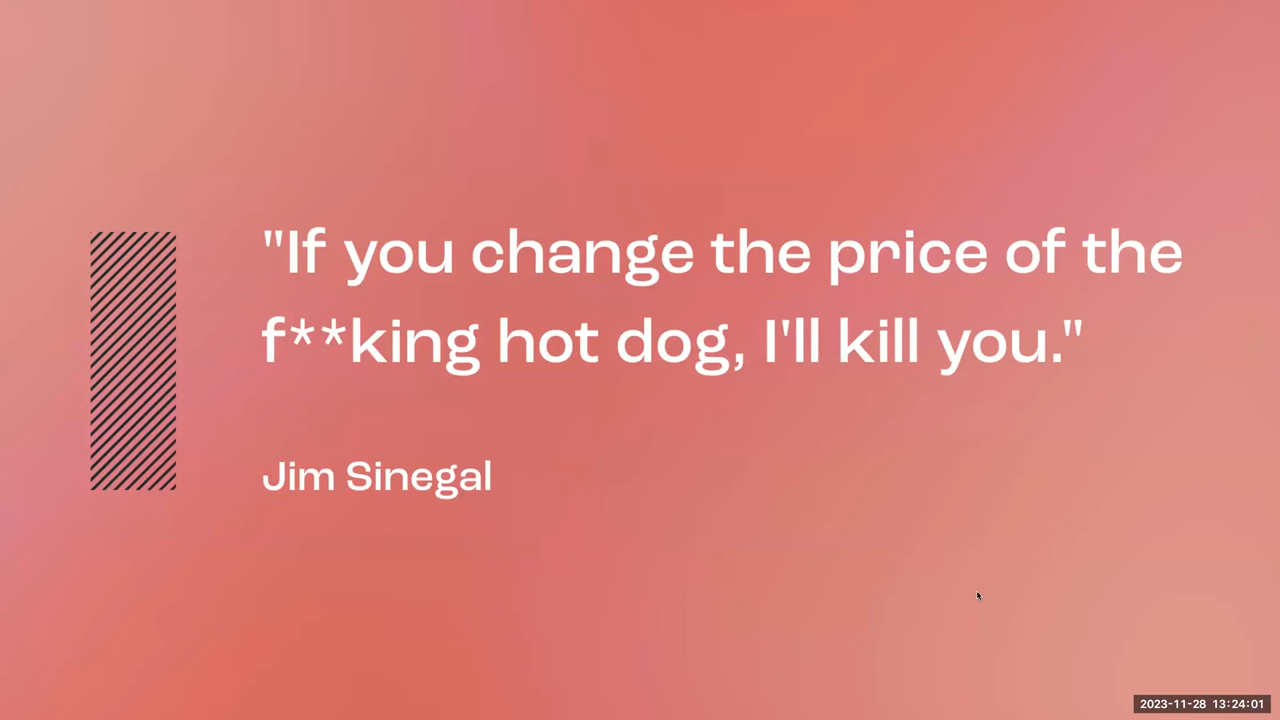 "If you change the price of the
f**king hot dog, I'll kill you."
Jim Sinegal
2023-11-28 13:24:01